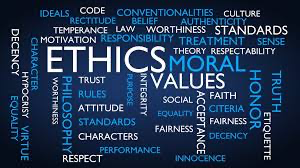 IDEALS CODE CONVENTIONALITIES CULTURE
RECTITUDE BELIEF AUTHENTICITY
TEMPERANCE LAW WORTHINESS STANDARDS
MOTIVATION RESPONSIBILITY TREATMENT SENSE
THEORY RESPECTABILITY
ETHICS MORAL
VALUES
DECENCY
HYPOCRISY
VIRTUE
CHARACTER
WORTHINESS
EQUALITY
PHILOSOPHY
TRUST
RULES
ATTITUDE
STANDARDS
CHARACTERS
PERFORMANCE
RESPECT
PURPOSE
INTEGRITY
SOCIAL
EQUALITY
FAIRNESS
ACCEPTANCE
FAITH
CITERIA
FAIRNESS
DECENCY
INNOCENCE
HONOR
TRUTH
ETIQUETTE